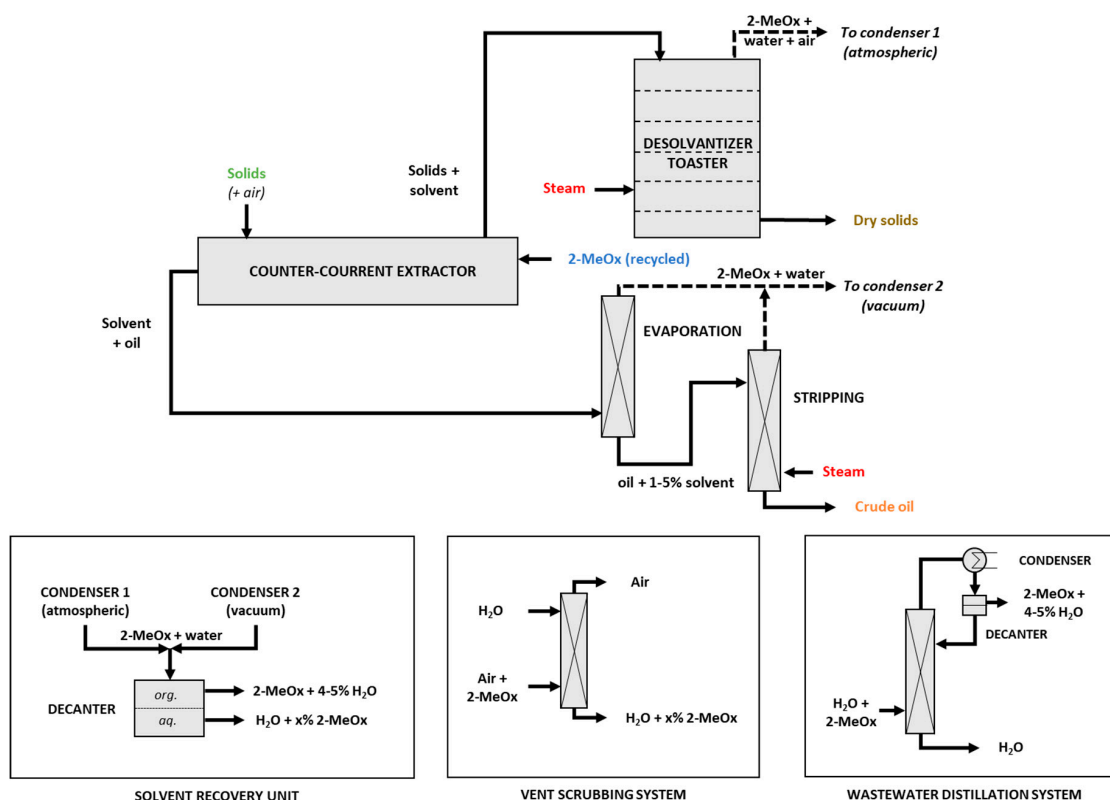 2-MeOx +
water + air
To condenser 1
(atmospheric)
DESOLVANTIZER
TOASTER
Solids +
solvent
Solids
(+ air)
Steam
Dry solids
COUNTER-COURRENT EXTRACTOR
2-MeOx (recycled)
2-MeOx + water
To condenser 2
(vacuum)
Solvent
+ oil
EVAPORATION
STRIPPING
oil + 1-5% solvent
Steam
Crude oil
CONDENSER 1
(atmospheric)
CONDENSER 2
(vacuum)
2-MeOx + water
DECANTER
org.
aq.
2-MeOx + 4-5% H₂O
H₂O + x% 2-MeOx
SOLVENT RECOVERY UNIT
Air
H₂O
Air +
2-MeOx
H₂O + x% 2-MeOx
VENT SCRUBBING SYSTEM
CONDENSER
2-MeOx +
4-5% H₂O
DECANTER
H₂O +
2-MeOx
H₂O
WASTEWATER DISTILLATION SYSTEM